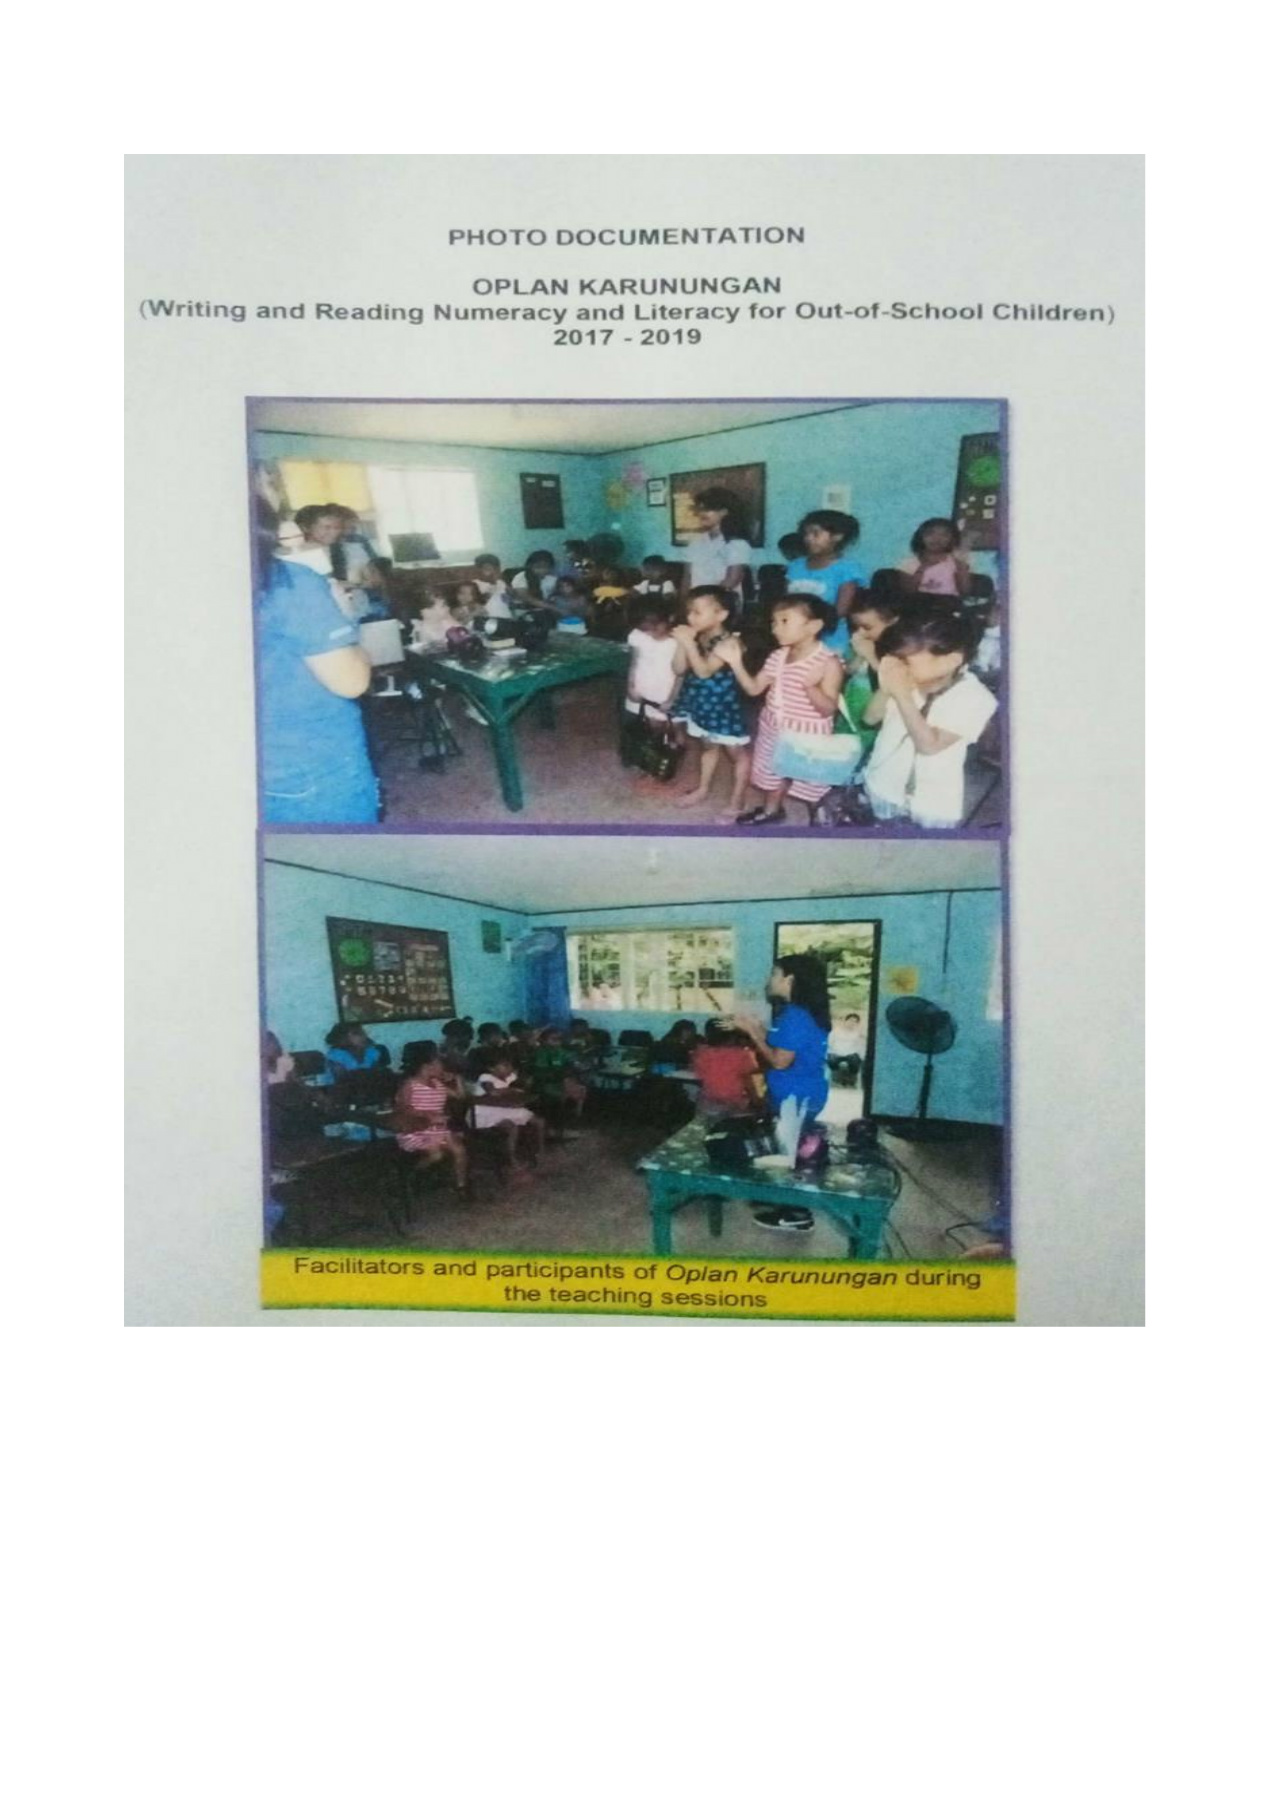 PHOTO DOCUMENTATION
OPLAN KARUNUNGAN
(Writing and Reading Numeracy and Literacy for Out-of-School Children)
2017 - 2019
Facilitators and participants of Oplan Karunungan during
the teaching sessions